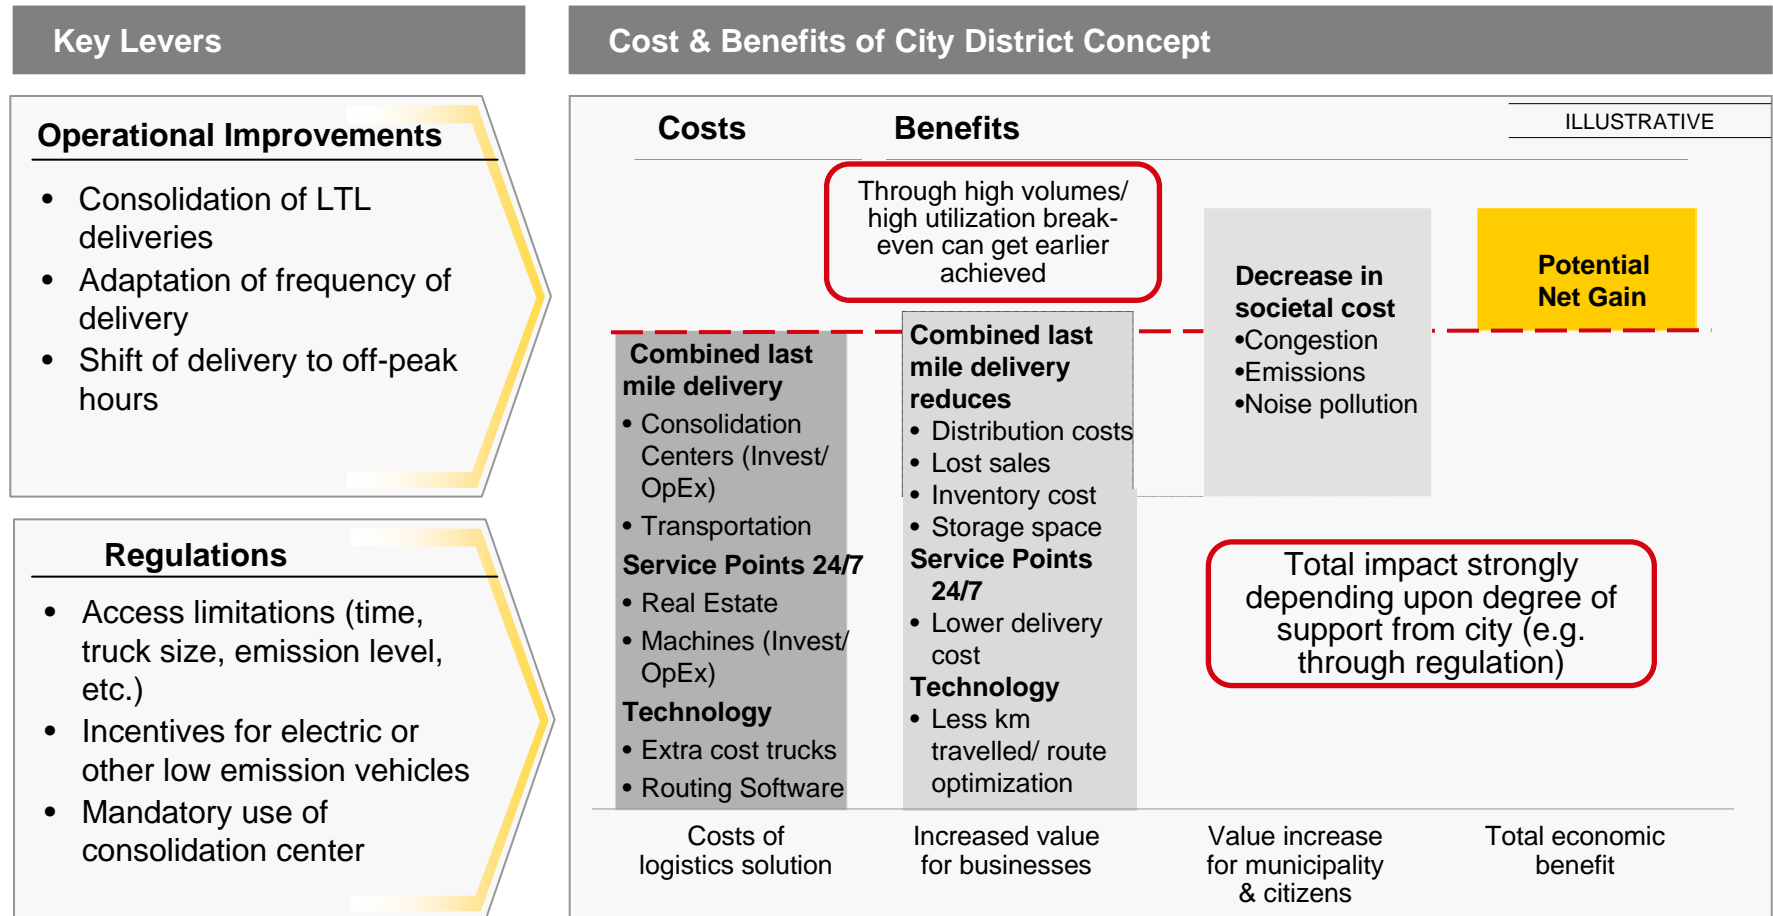 Key Levers
Operational Improvements
• Consolidation of LTL
deliveries
• Adaptation of frequency of
delivery
• Shift of delivery to off-peak
hours
Regulations
• Access limitations (time,
truck size, emission level,
etc.)
• Incentives for electric or
other low emission vehicles
• Mandatory use of
consolidation center
Cost & Benefits of City District Concept
ILLUSTRATIVE
Costs
Benefits
Through high volumes/
high utilization break-
even can get earlier
achieved
Combined last
mile delivery
• Consolidation
Centers (Invest/
OpEx)
• Transportation
Service Points 24/7
• Real Estate
• Machines (Invest/
OpEx)
Technology
• Extra cost trucks
• Routing Software
Combined last
mile delivery
reduces
• Distribution costs
• Lost sales
• Inventory cost
• Storage space
Service Points
24/7
• Lower delivery
cost
Technology
• Less km
travelled/ route
optimization
Decrease in
societal cost
•Congestion
•Emissions
•Noise pollution
Potential
Net Gain
Total impact strongly
depending upon degree of
support from city (e.g.
through regulation)
Costs of
logistics solution
Increased value
for businesses
Value increase
for municipality
& citizens
Total economic
benefit